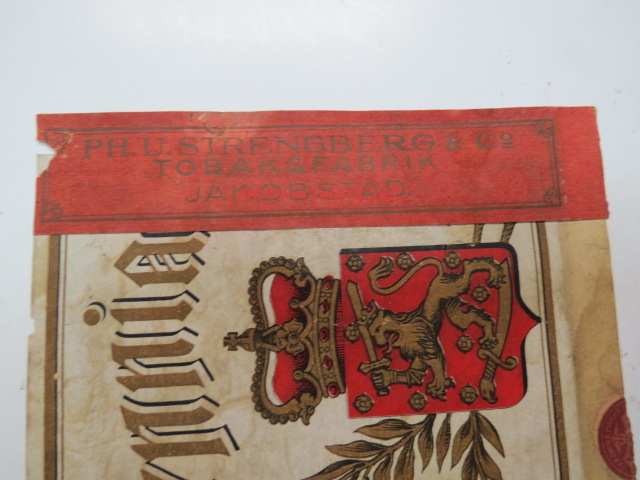 PH. U. STRENGBERG & Cº
TOBAKSFABRIK
JAKOBSTAD.